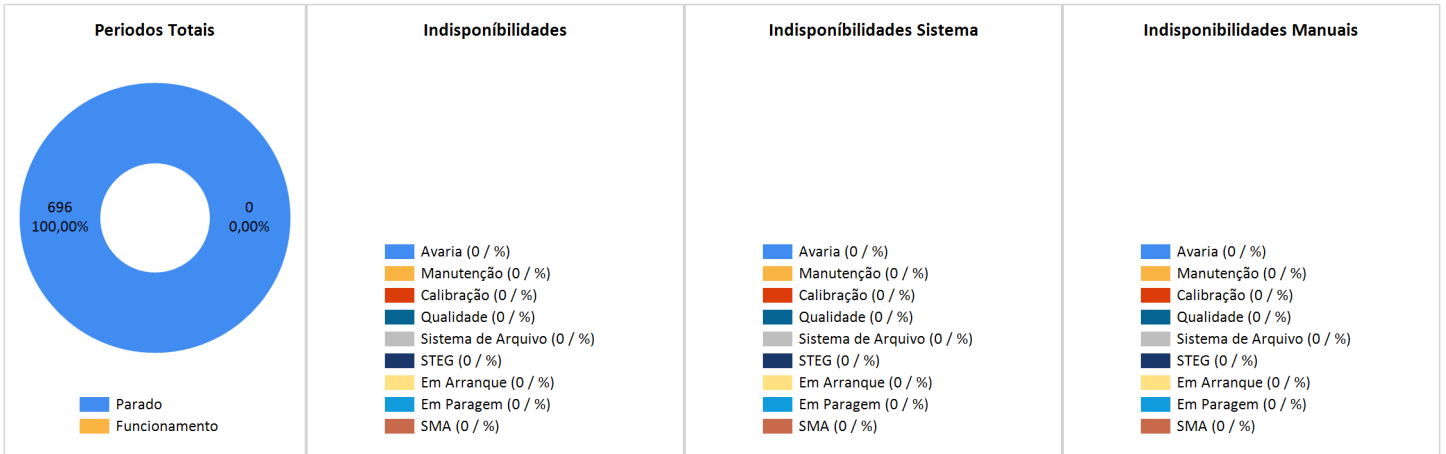 Periodos Totais
696
100,00%
0
0,00%
Parado
Funcionamento
Indisponíbilidades
Avaria (0 / %)
Manutenção (0 / %)
Calibração (0 / %)
Qualidade (0 / %)
Sistema de Arquivo (0 / %)
STEG (0 / %)
Em Arranque (0 / %)
Em Paragem (0 / %)
SMA (0 / %)
Indisponíbilidades Sistema
Avaria (0 / %)
Manutenção (0 / %)
Calibração (0 / %)
Qualidade (0 / %)
Sistema de Arquivo (0 / %)
STEG (0 / %)
Em Arranque (0 / %)
Em Paragem (0 / %)
SMA (0 / %)
Indisponíbilidades Manuais
Avaria (0 / %)
Manutenção (0 / %)
Calibração (0 / %)
Qualidade (0 / %)
Sistema de Arquivo (0 / %)
STEG (0 / %)
Em Arranque (0 / %)
Em Paragem (0 / %)
SMA (0 / %)